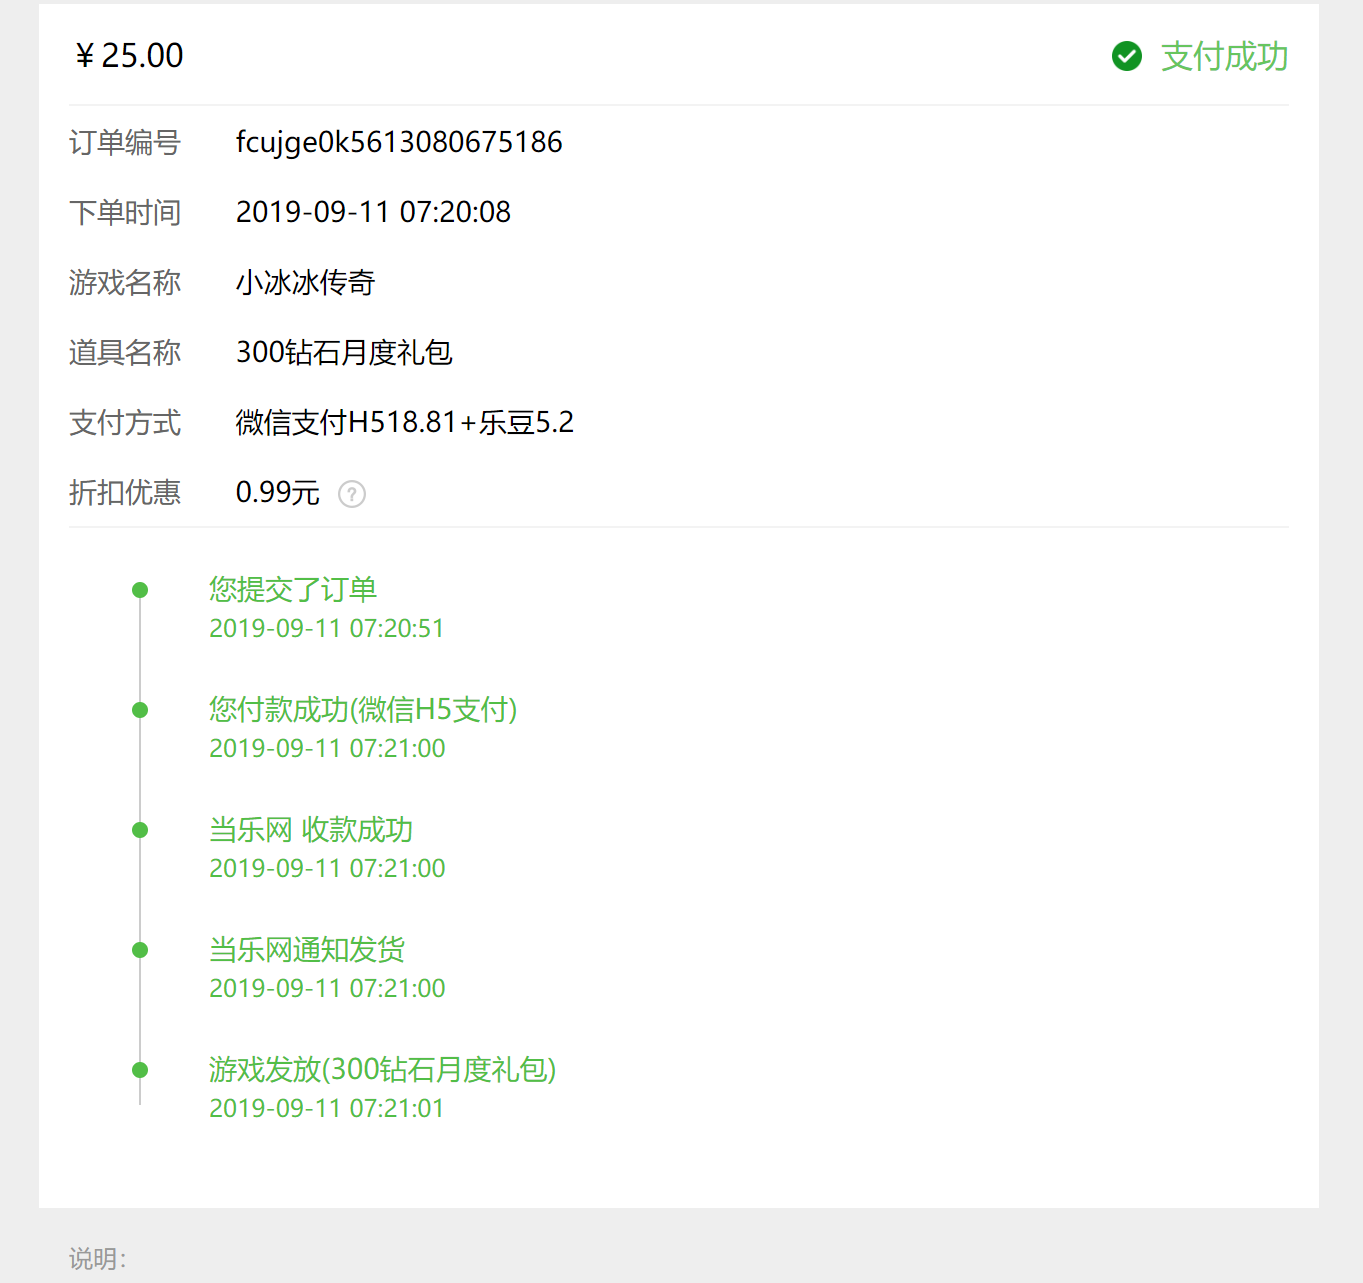 ¥ 25.00
支付成功
订单编号 fcujge0k5613080675186
下单时间 2019-09-11 07:20:08
游戏名称 小冰冰传奇
道具名称 300钻石月度礼包
支付方式 微信支付H518.81+乐豆5.2
折扣优惠 0.99元 ?
您提交了订单
2019-09-11 07:20:51
您付款成功(微信H5支付)
2019-09-11 07:21:00
当乐网 收款成功
2019-09-11 07:21:00
当乐网通知发货
2019-09-11 07:21:00
游戏发放(300钻石月度礼包)
2019-09-11 07:21:01
说明：